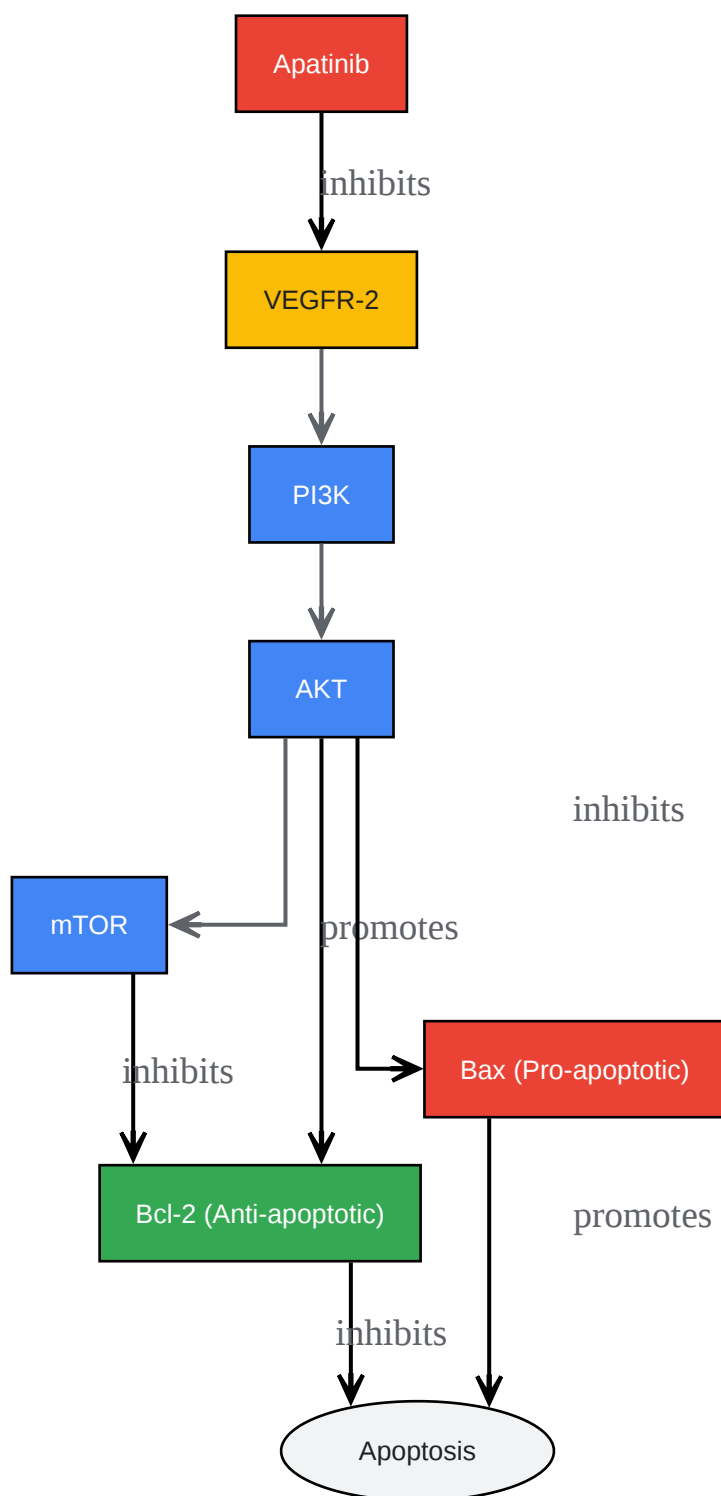 Apatinib
inhibits
VEGFR-2
PI3K
AKT
inhibits
mTOR
promotes
inhibits
Bax (Pro-apoptotic)
Bcl-2 (Anti-apoptotic)
promotes
inhibits
Apoptosis